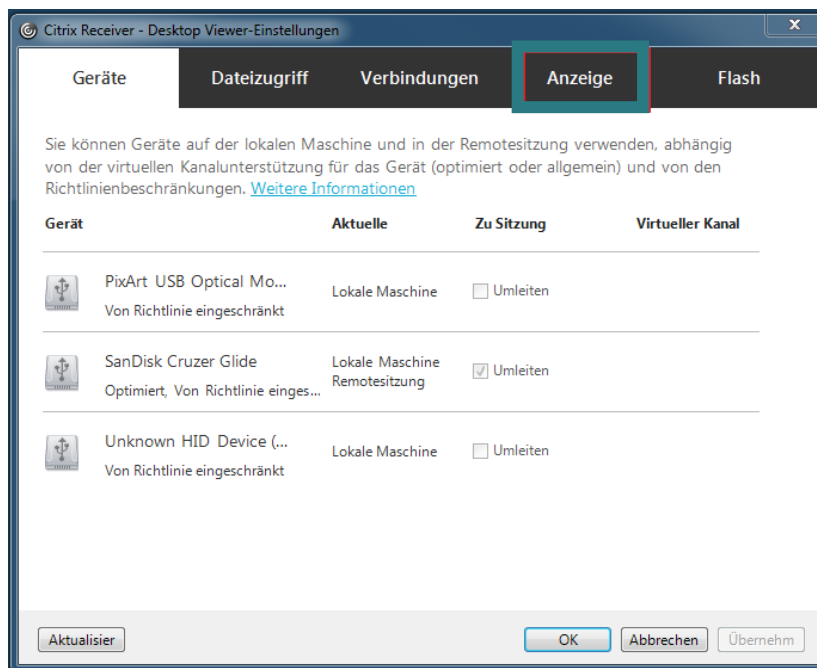 Citrix Receiver - Desktop Viewer-Einstellungen
x
Geräte Dateizugriff Verbindungen Anzeige Flash
Sie können Geräte auf der lokalen Maschine und in der Remotesitzung verwenden, abhängig
von der virtuellen Kanalunterstützung für das Gerät (optimiert oder allgemein) und von den
Richtlinienbeschränkungen. Weitere Informationen
Gerät Aktuelle Zu Sitzung Virtueller Kanal
PixArt USB Optical Mo...
Von Richtlinie eingeschränkt
Lokale Maschine
Umleiten
SanDisk Cruzer Glide
Optimiert, Von Richtlinie einges...
Lokale Maschine
Remotesitzung
Umleiten
Unknown HID Device (...
Von Richtlinie eingeschränkt
Lokale Maschine
Umleiten
Aktualisier OK Abbrechen Übernehm